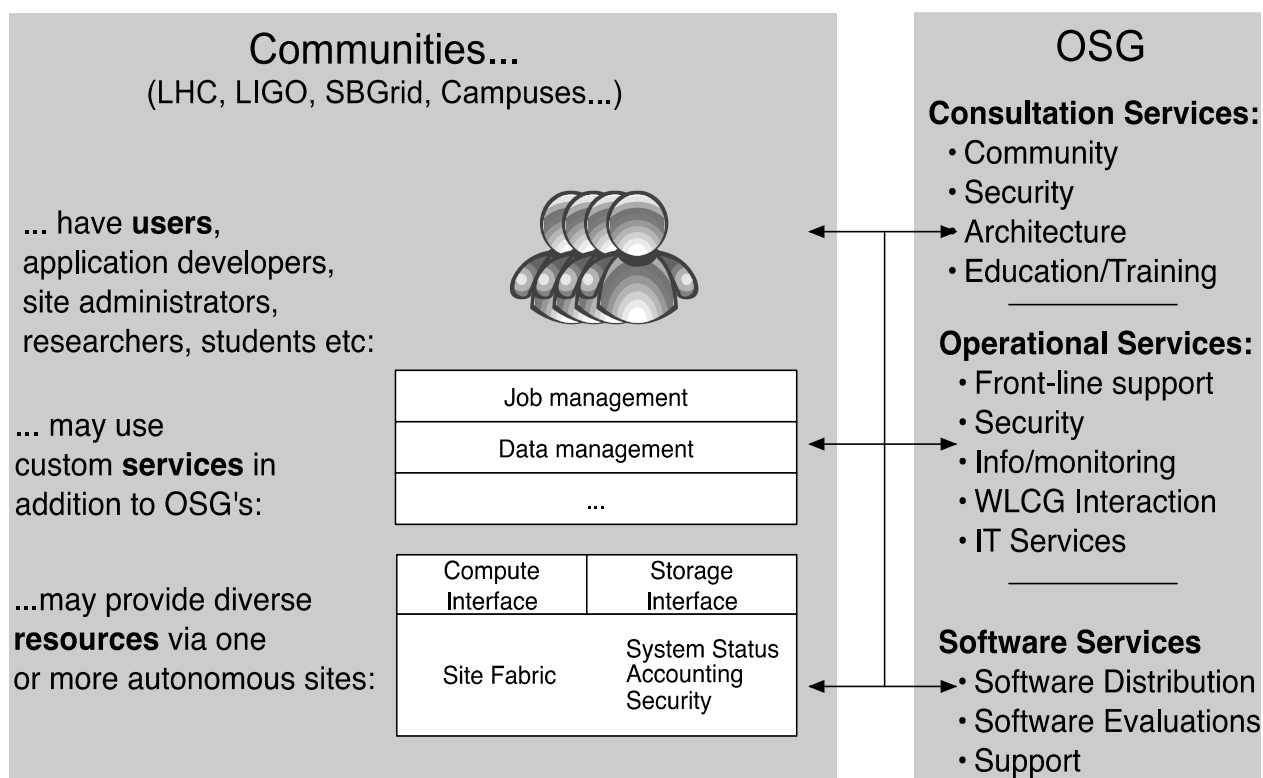 Communities...
(LHC, LIGO, SBGrid, Campuses...)
... have users,
application developers,
site administrators,
researchers, students etc:
... may use
custom services in
addition to OSG's:
Job management
Data management
...
...may provide diverse
resources via one
or more autonomous sites:
Compute
Interface
Storage
Interface
Site Fabric
System Status
Accounting
Security
OSG
Consultation Services:
• Community
• Security
• Architecture
• Education/Training
Operational Services:
• Front-line support
• Security
• Info/monitoring
• WLCG Interaction
• IT Services
Software Services
• Software Distribution
• Software Evaluations
• Support